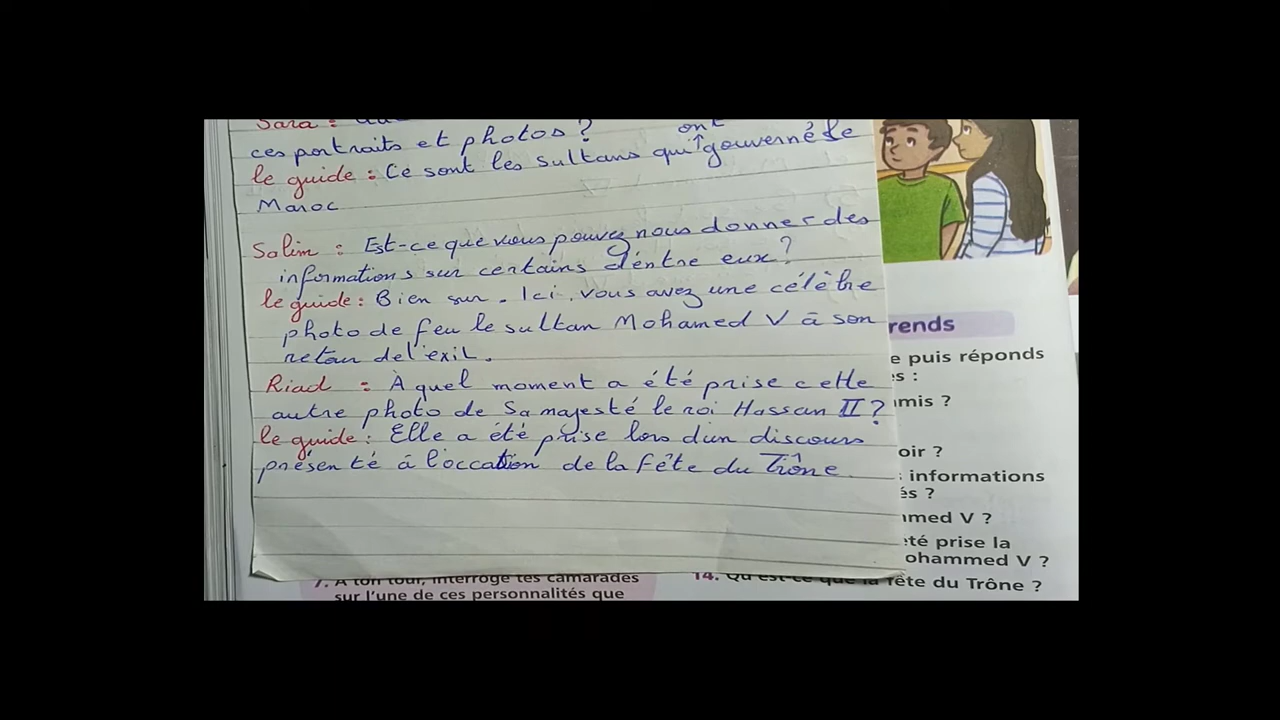 Sara :
ces portraits et photos ?
ont
le guide : Ce sont les sultans qui gouverné le
Maroc
Salim : Est-ce que vous pouvez nous donner des
informations sur certains d'éntre eux ?
le guide : Bien sur. Ici, vous avez une célèbre
photo de feu le sultan Mohamed V à son
retour de l'exil.
Riad : À quel moment a été prise cette
autre photo de Sa majesté le roi Hassan II ?
le guide : Elle a été prise lors d'un discours
présenté à l'occation de la Fête du Trône
rends
e puis réponds
s :
amis ?
oir ?
informations
és ?
mmed V ?
été prise la
ohammed V ?
14. Qu'est-ce que la fête du Trône ?
7. A ton tour, interroge tes camarades
sur l'une de ces personnalités que